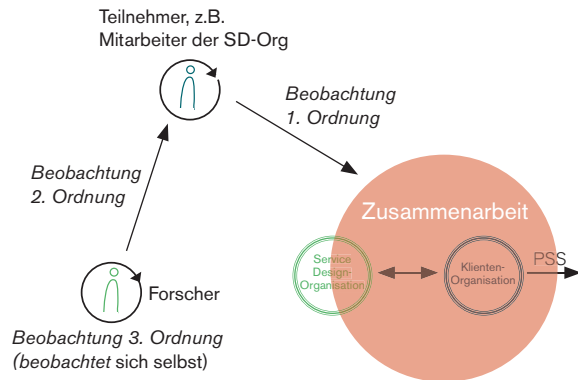 Teilnehmer, z.B.
Mitarbeiter der SD-Org
Beobachtung
1. Ordnung
Beobachtung
2. Ordnung
Zusammenarbeit
Service
Design-
Organisation
Klienten-
Organisation
PSS
Forscher
Beobachtung 3. Ordnung
(beobachtet sich selbst)